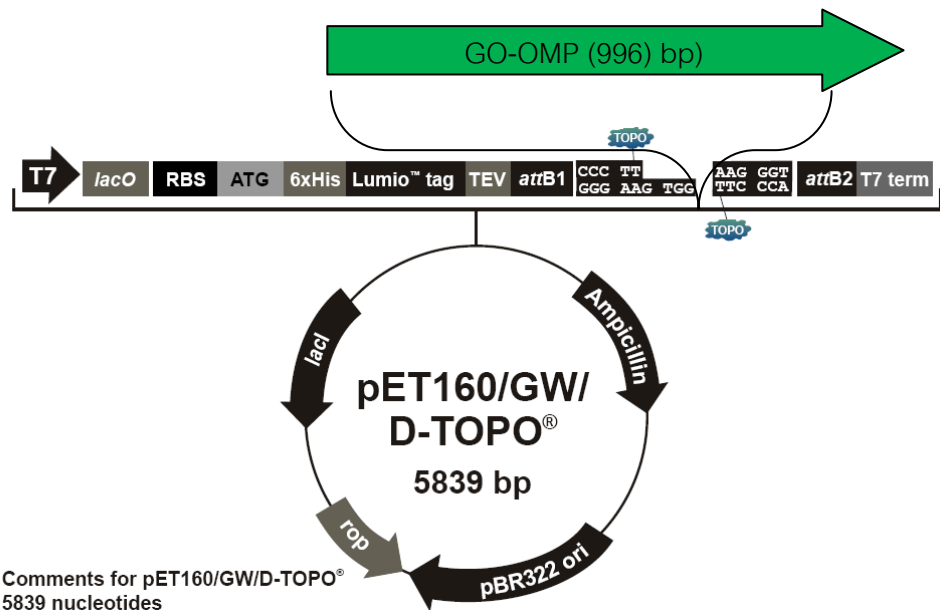 GO-OMP (996) bp)
TOPO
T7 lacO RBS ATG 6xHis Lumio™ tag TEV attB1 CCC TT AAG GGT attB2 T7 term
GGG AAG TGG TTC CCA
TOPO
lacI
Ampicillin
pET160/GW/
D-TOPO®
5839 bp
rop
pBR322 ori
Comments for pET160/GW/D-TOPO®
5839 nucleotides